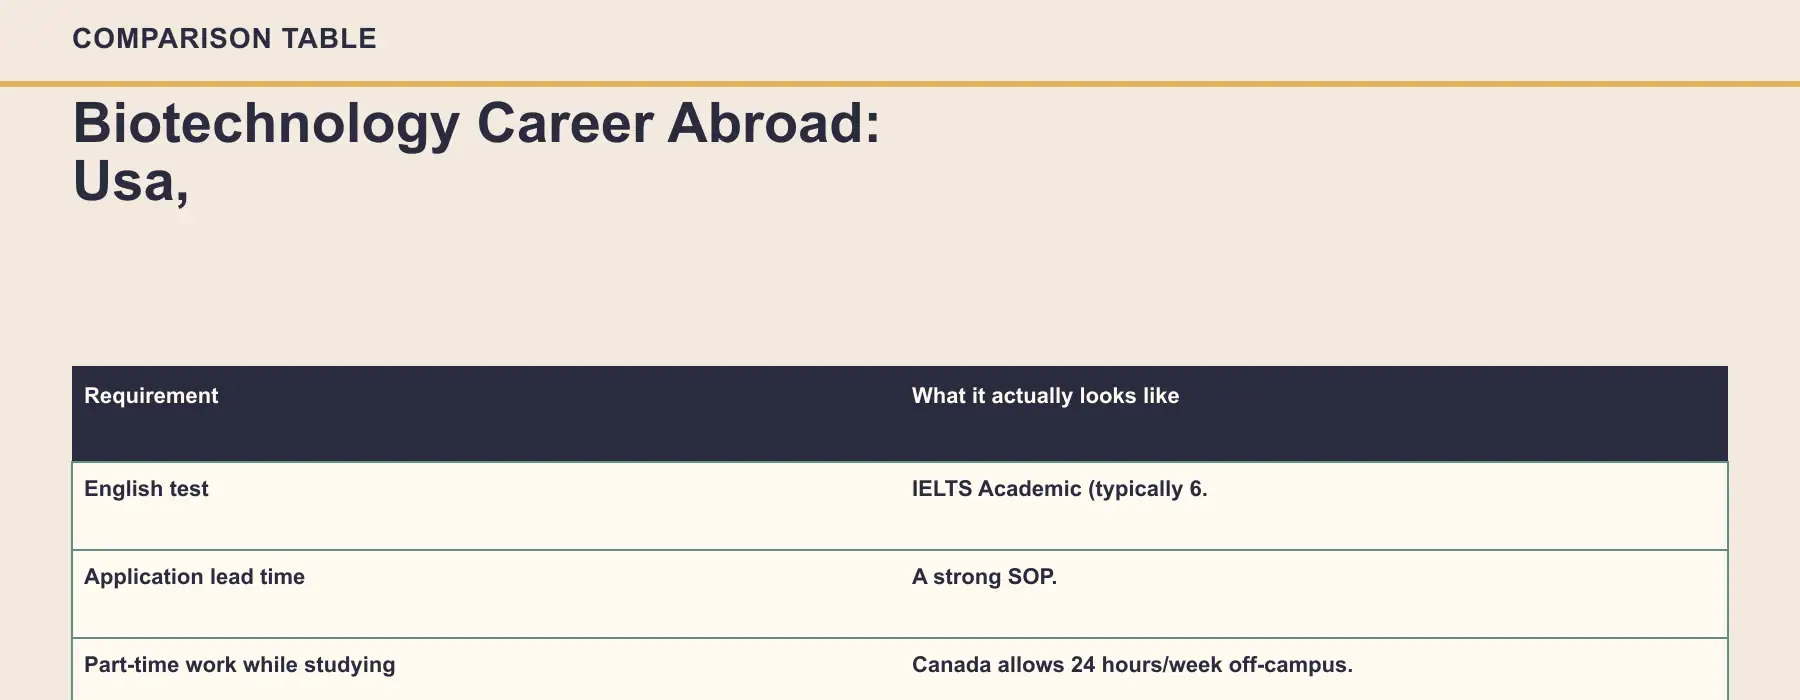 COMPARISON TABLE
Biotechnology Career Abroad:
Usa,
Requirement
What it actually looks like
English test
IELTS Academic (typically 6.
Application lead time
A strong SOP.
Part-time work while studying
Canada allows 24 hours/week off-campus.